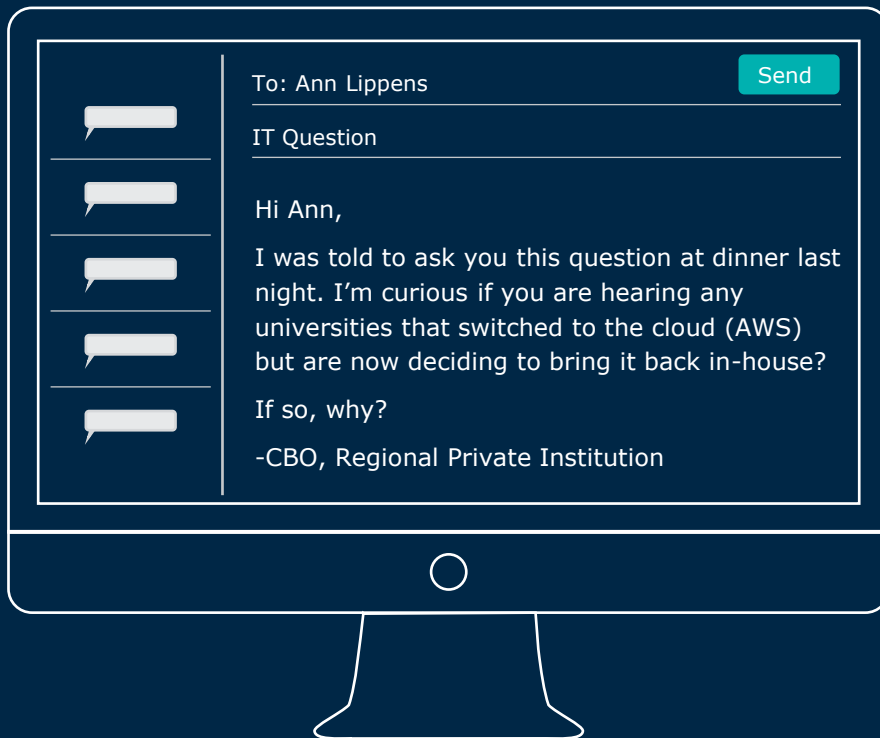 To: Ann Lippens
Send
IT Question
Hi Ann,
I was told to ask you this question at dinner last
night. I’m curious if you are hearing any
universities that switched to the cloud (AWS)
but are now deciding to bring it back in-house?
If so, why?
-CBO, Regional Private Institution